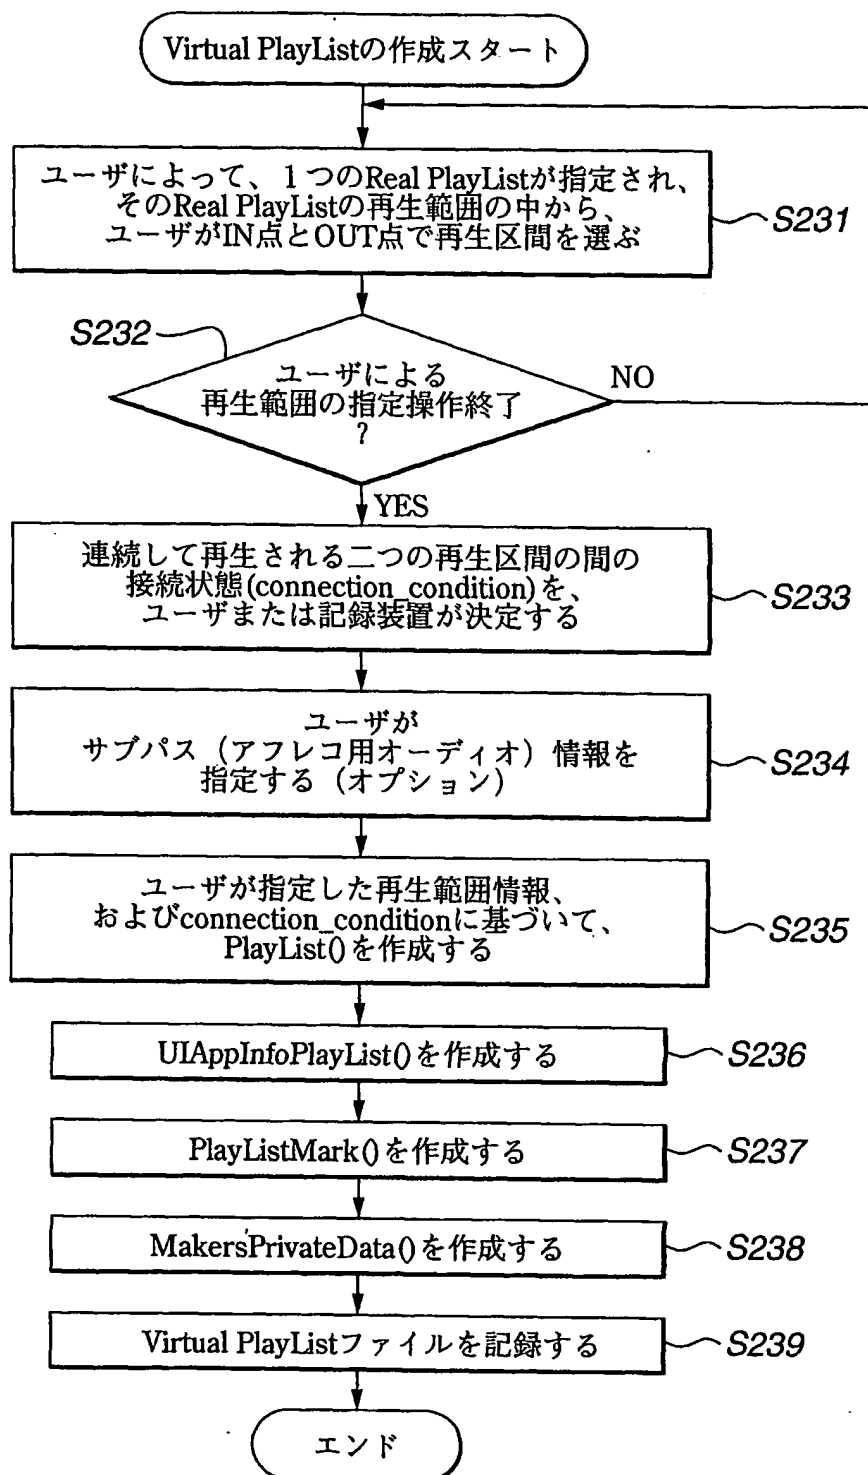 Virtual PlayListの作成スタート
ユーザによって、1つのReal PlayListが指定され、
そのReal PlayListの再生範囲の中から、
ユーザがIN点とOUT点で再生区間を選ぶ
S231
S232
ユーザによる
再生範囲の指定操作終了
?
NO
YES
連続して再生される二つの再生区間の間の
接続状態(connection_condition)を、
ユーザまたは記録装置が決定する
S233
ユーザが
サブパス（アフレコ用オーディオ）情報を
指定する（オプション）
S234
ユーザが指定した再生範囲情報、
およびconnection_conditionに基づいて、
PlayList()を作成する
S235
UIAppInfoPlayList()を作成する
S236
PlayListMark()を作成する
S237
MakersPrivateData()を作成する
S238
Virtual PlayListファイルを記録する
S239
エンド